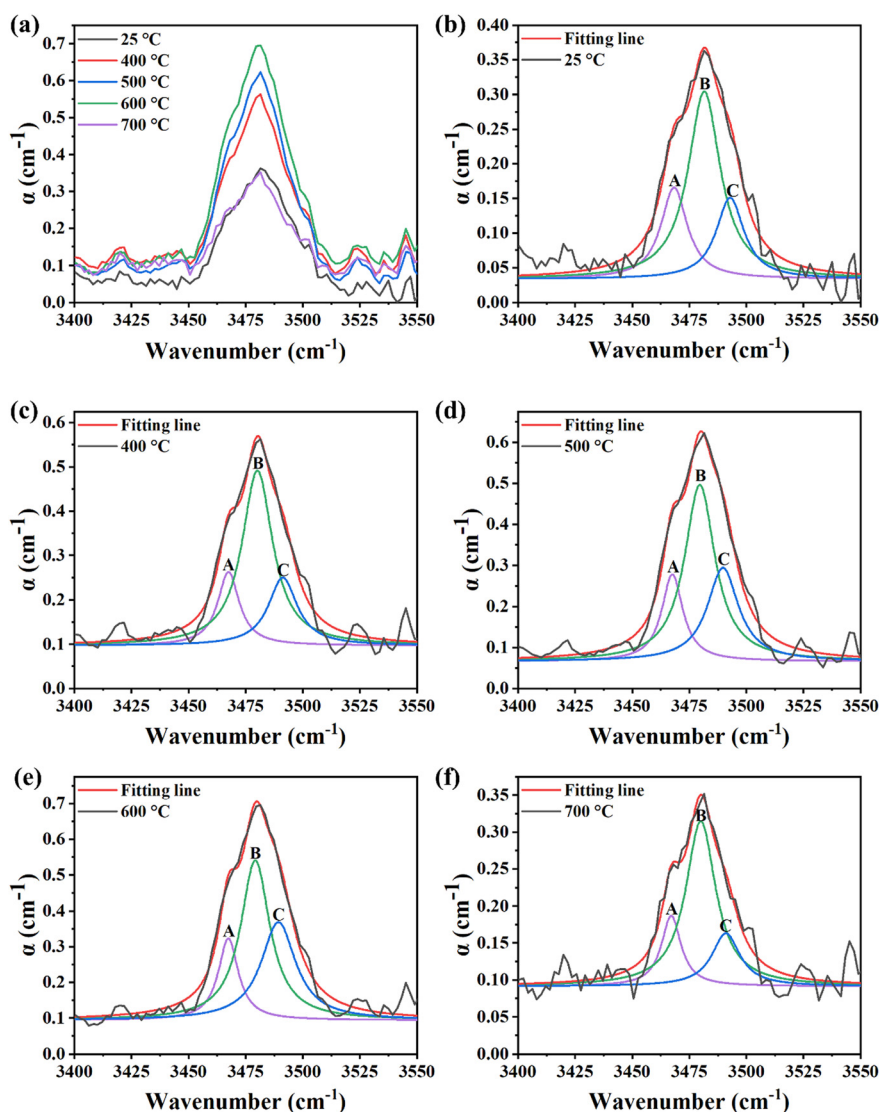 (a)
25 °C
400 °C
500 °C
600 °C
700 °C
α (cm-1)
0.7
0.6
0.5
0.4
0.3
0.2
0.1
0.0
3400 3425 3450 3475 3500 3525 3550
Wavenumber (cm-1)
(b)
Fitting line
25 °C
α (cm-1)
0.40
0.35
0.30
0.25
0.20
0.15
0.10
0.05
0.00
A
B
C
3400 3425 3450 3475 3500 3525 3550
Wavenumber (cm-1)
(c)
Fitting line
400 °C
α (cm-1)
0.6
0.5
0.4
0.3
0.2
0.1
0.0
A
B
C
3400 3425 3450 3475 3500 3525 3550
Wavenumber (cm-1)
(d)
Fitting line
500 °C
α (cm-1)
0.6
0.5
0.4
0.3
0.2
0.1
0.0
A
B
C
3400 3425 3450 3475 3500 3525 3550
Wavenumber (cm-1)
(e)
Fitting line
600 °C
α (cm-1)
0.7
0.6
0.5
0.4
0.3
0.2
0.1
0.0
A
B
C
3400 3425 3450 3475 3500 3525 3550
Wavenumber (cm-1)
(f)
Fitting line
700 °C
α (cm-1)
0.35
0.30
0.25
0.20
0.15
0.10
0.05
0.00
A
B
C
3400 3425 3450 3475 3500 3525 3550
Wavenumber (cm-1)